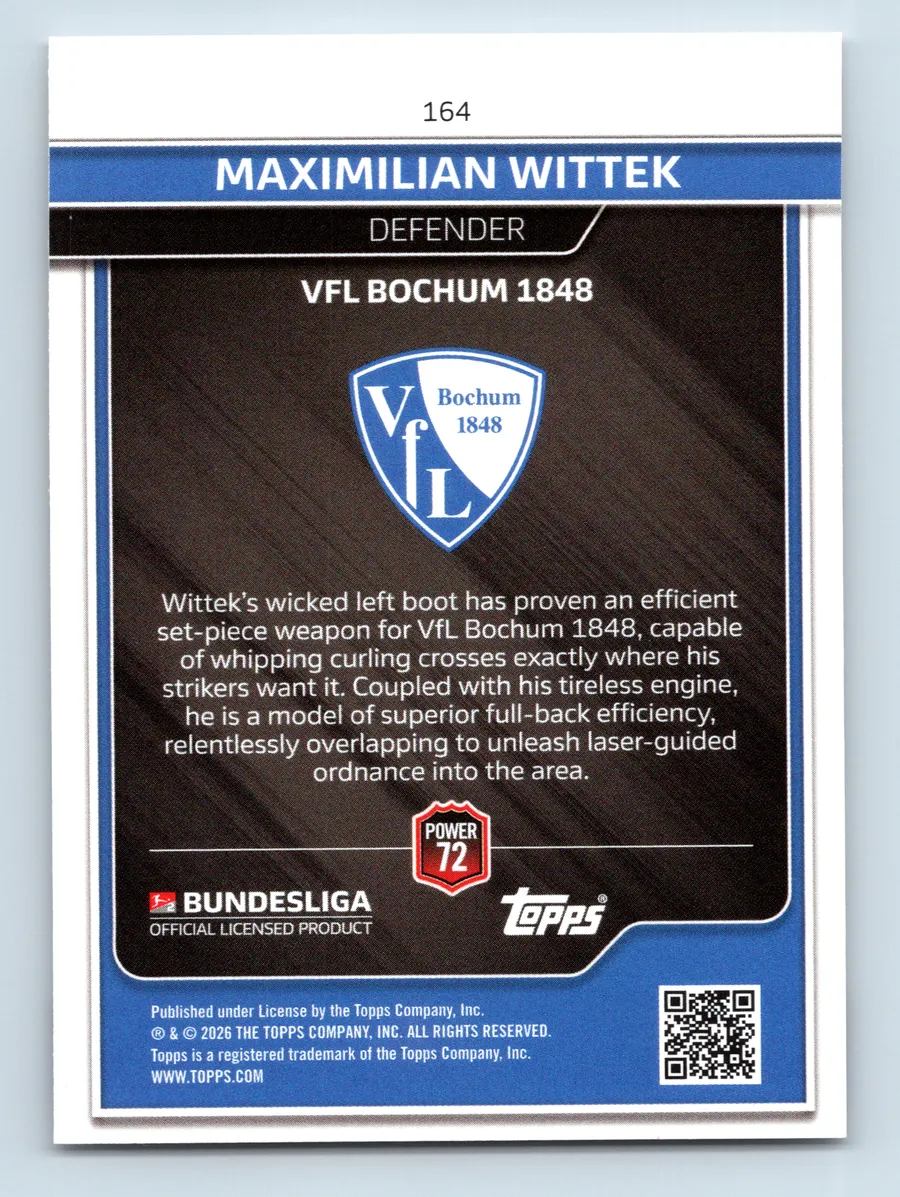 164
MAXIMILIAN WITTEK
DEFENDER
VFL BOCHUM 1848
VfL
Bochum
1848
Wittek's wicked left boot has proven an efficient
set-piece weapon for VfL Bochum 1848, capable
of whipping curling crosses exactly where his
strikers want it. Coupled with his tireless engine,
he is a model of superior full-back efficiency,
relentlessly overlapping to unleash laser-guided
ordnance into the area.
POWER
72
2 BUNDESLIGA
OFFICIAL LICENSED PRODUCT
topps®
Published under License by the Topps Company, Inc.
® & © 2026 THE TOPPS COMPANY, INC. ALL RIGHTS RESERVED.
Topps is a registered trademark of the Topps Company, Inc.
WWW.TOPPS.COM